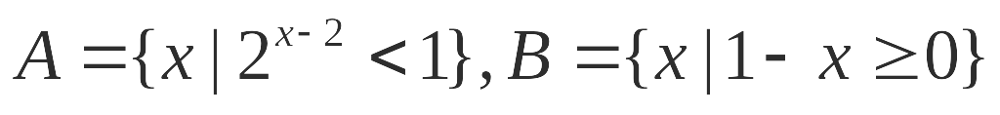 A = {x | 2^{x-2} < 1}, B = {x | 1 - x ≥ 0}